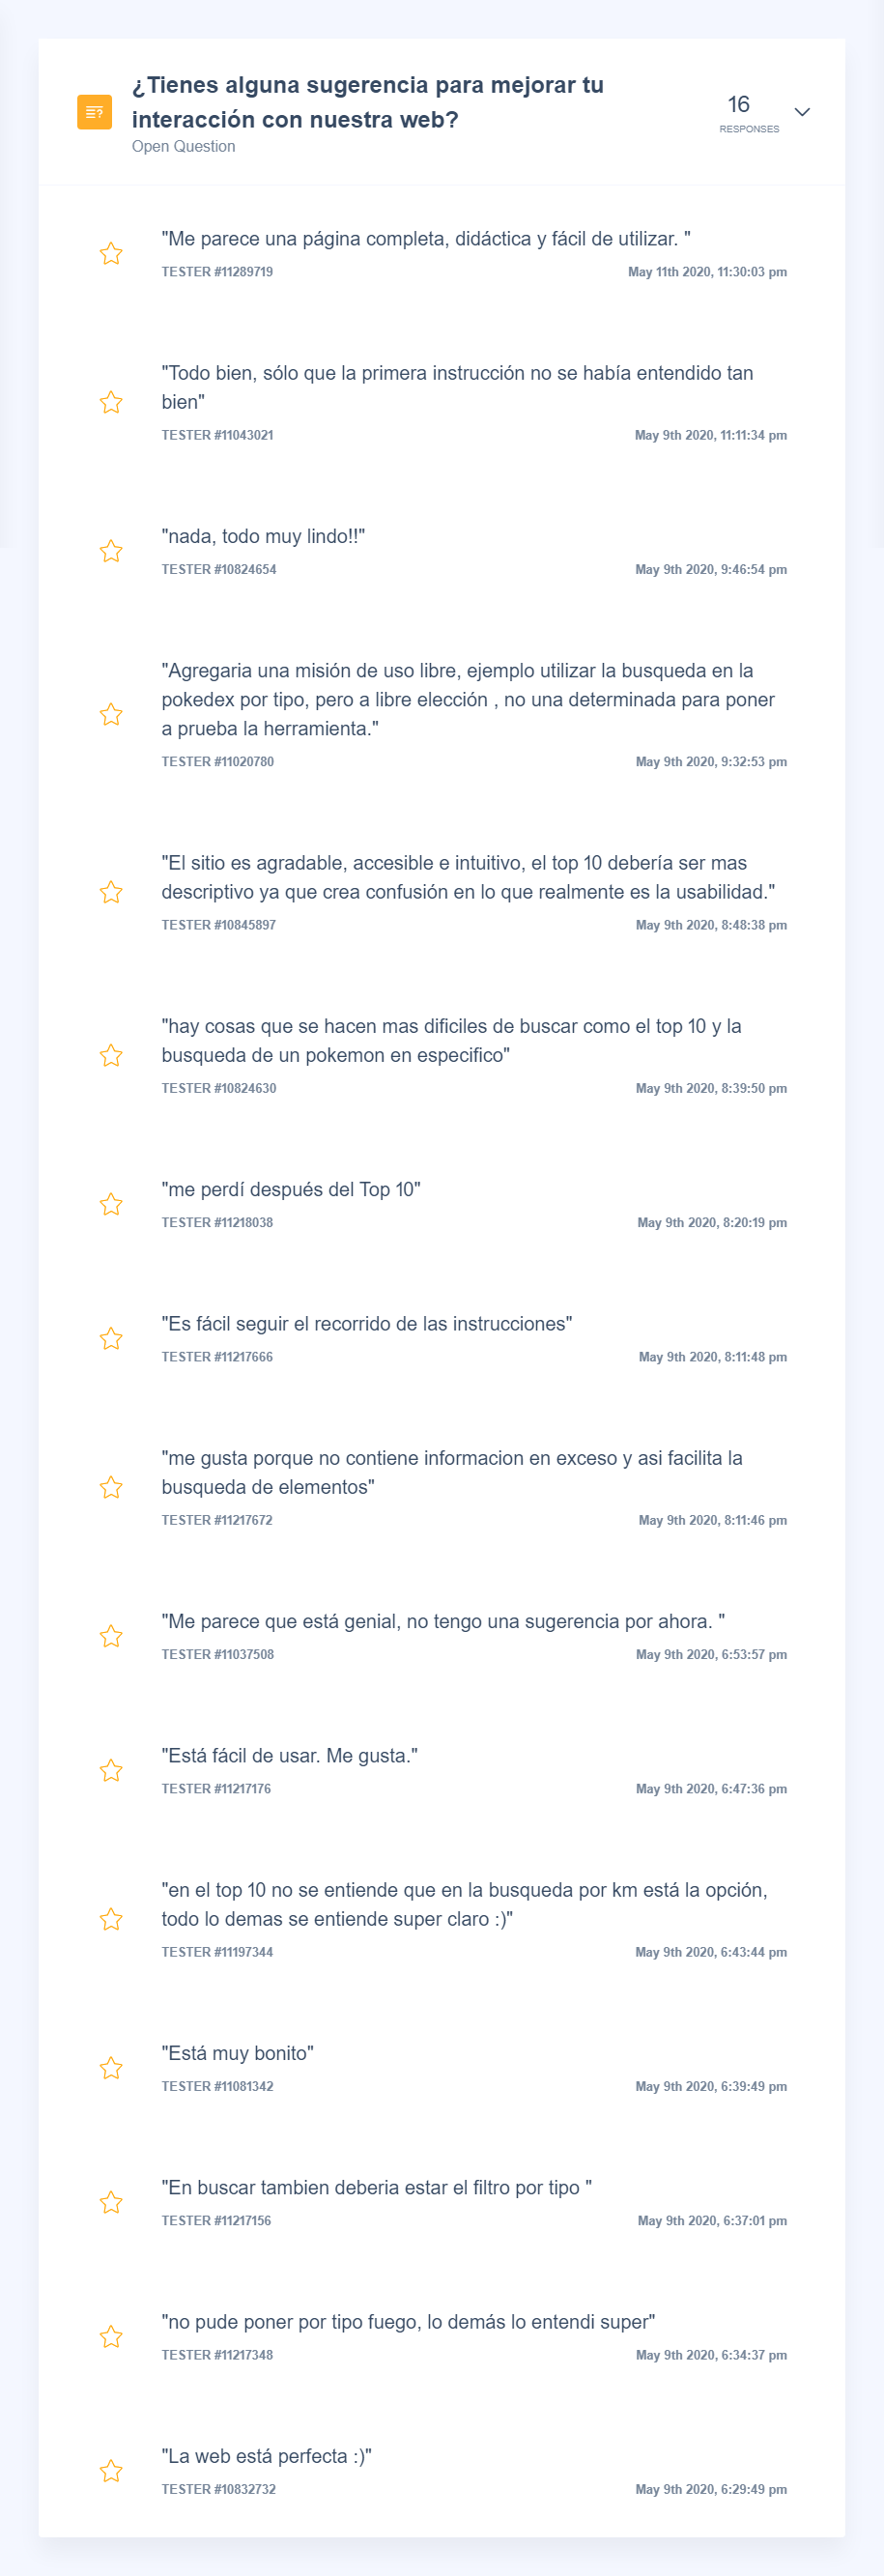 ¿Tienes alguna sugerencia para mejorar tu
interacción con nuestra web?
Open Question
16
RESPONSES
"Me parece una página completa, didáctica y fácil de utilizar. "
TESTER #11289719 May 11th 2020, 11:30:03 pm
"Todo bien, sólo que la primera instrucción no se había entendido tan
bien"
TESTER #11043021 May 9th 2020, 11:11:34 pm
"nada, todo muy lindo!!"
TESTER #10824654 May 9th 2020, 9:46:54 pm
"Agregaria una misión de uso libre, ejemplo utilizar la busqueda en la
pokedex por tipo, pero a libre elección , no una determinada para poner
a prueba la herramienta."
TESTER #11020780 May 9th 2020, 9:32:53 pm
"El sitio es agradable, accesible e intuitivo, el top 10 debería ser mas
descriptivo ya que crea confusión en lo que realmente es la usabilidad."
TESTER #10845897 May 9th 2020, 8:48:38 pm
"hay cosas que se hacen mas dificiles de buscar como el top 10 y la
busqueda de un pokemon en especifico"
TESTER #10824630 May 9th 2020, 8:39:50 pm
"me perdí después del Top 10"
TESTER #11218038 May 9th 2020, 8:20:19 pm
"Es fácil seguir el recorrido de las instrucciones"
TESTER #11217666 May 9th 2020, 8:11:48 pm
"me gusta porque no contiene informacion en exceso y asi facilita la
busqueda de elementos"
TESTER #11217672 May 9th 2020, 8:11:46 pm
"Me parece que está genial, no tengo una sugerencia por ahora. "
TESTER #11037508 May 9th 2020, 6:53:57 pm
"Está fácil de usar. Me gusta."
TESTER #11217176 May 9th 2020, 6:47:36 pm
"en el top 10 no se entiende que en la busqueda por km está la opción,
todo lo demas se entiende super claro :)"
TESTER #11197344 May 9th 2020, 6:43:44 pm
"Está muy bonito"
TESTER #11081342 May 9th 2020, 6:39:49 pm
"En buscar tambien deberia estar el filtro por tipo "
TESTER #11217156 May 9th 2020, 6:37:01 pm
"no pude poner por tipo fuego, lo demás lo entendi super"
TESTER #11217348 May 9th 2020, 6:34:37 pm
"La web está perfecta :)"
TESTER #10832732 May 9th 2020, 6:29:49 pm